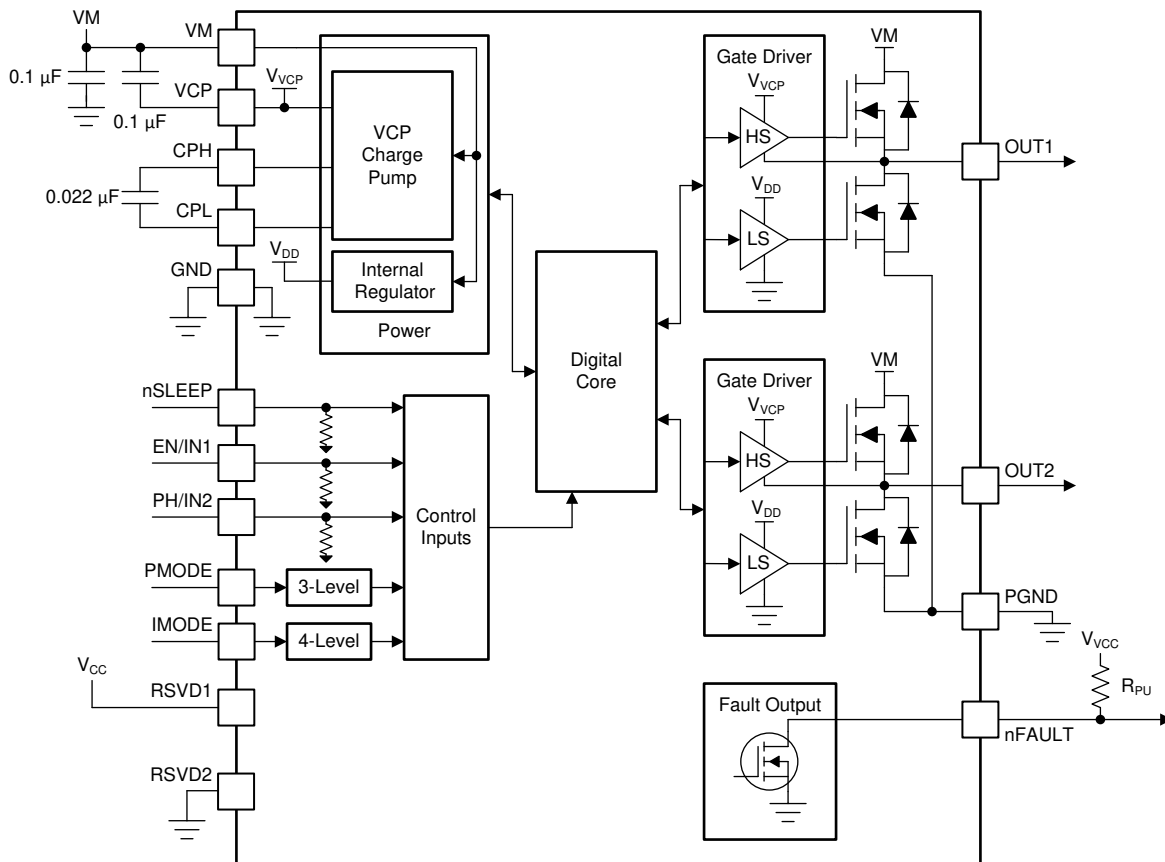 VM
VM
0.1 µF
VCP
0.1 µF
V_VCP
CPH
0.022 µF
CPL
GND
VCP
Charge
Pump
V_DD
Internal
Regulator
Power
nSLEEP
EN/IN1
PH/IN2
PMODE
3-Level
IMODE
4-Level
Control
Inputs
V_CC
RSVD1
RSVD2
Digital
Core
Gate Driver
V_VCP
HS
V_DD
LS
VM
OUT1
Gate Driver
V_VCP
HS
V_DD
LS
VM
OUT2
PGND
V_VCC
R_PU
nFAULT
Fault Output